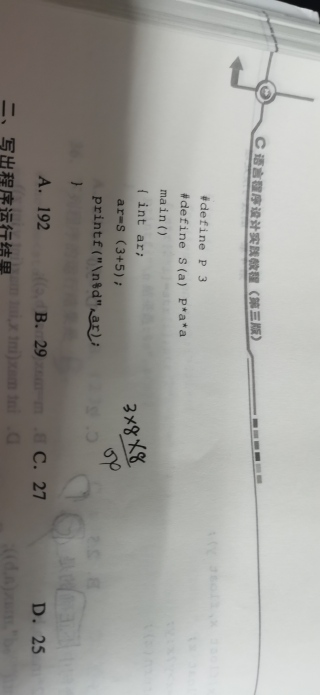 C 语言程序设计实践教程（第三版）
#define p 3
#define S(a) p*a*a
main()
{ int ar;
ar=S (3+5);
printf("\n%d",ar);
}
3×8×8
A. 192 B. 29 C. 27 D. 25
二、写出程序运行结果